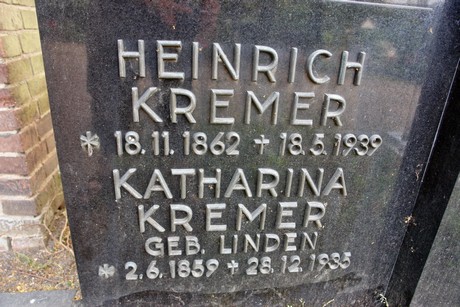 HEINRICH
KREMER
* 18.11.1862 † 18.5.1939
KATHARINA
KREMER
GEB. LINDEN
* 2.6.1859 † 28.12.1935